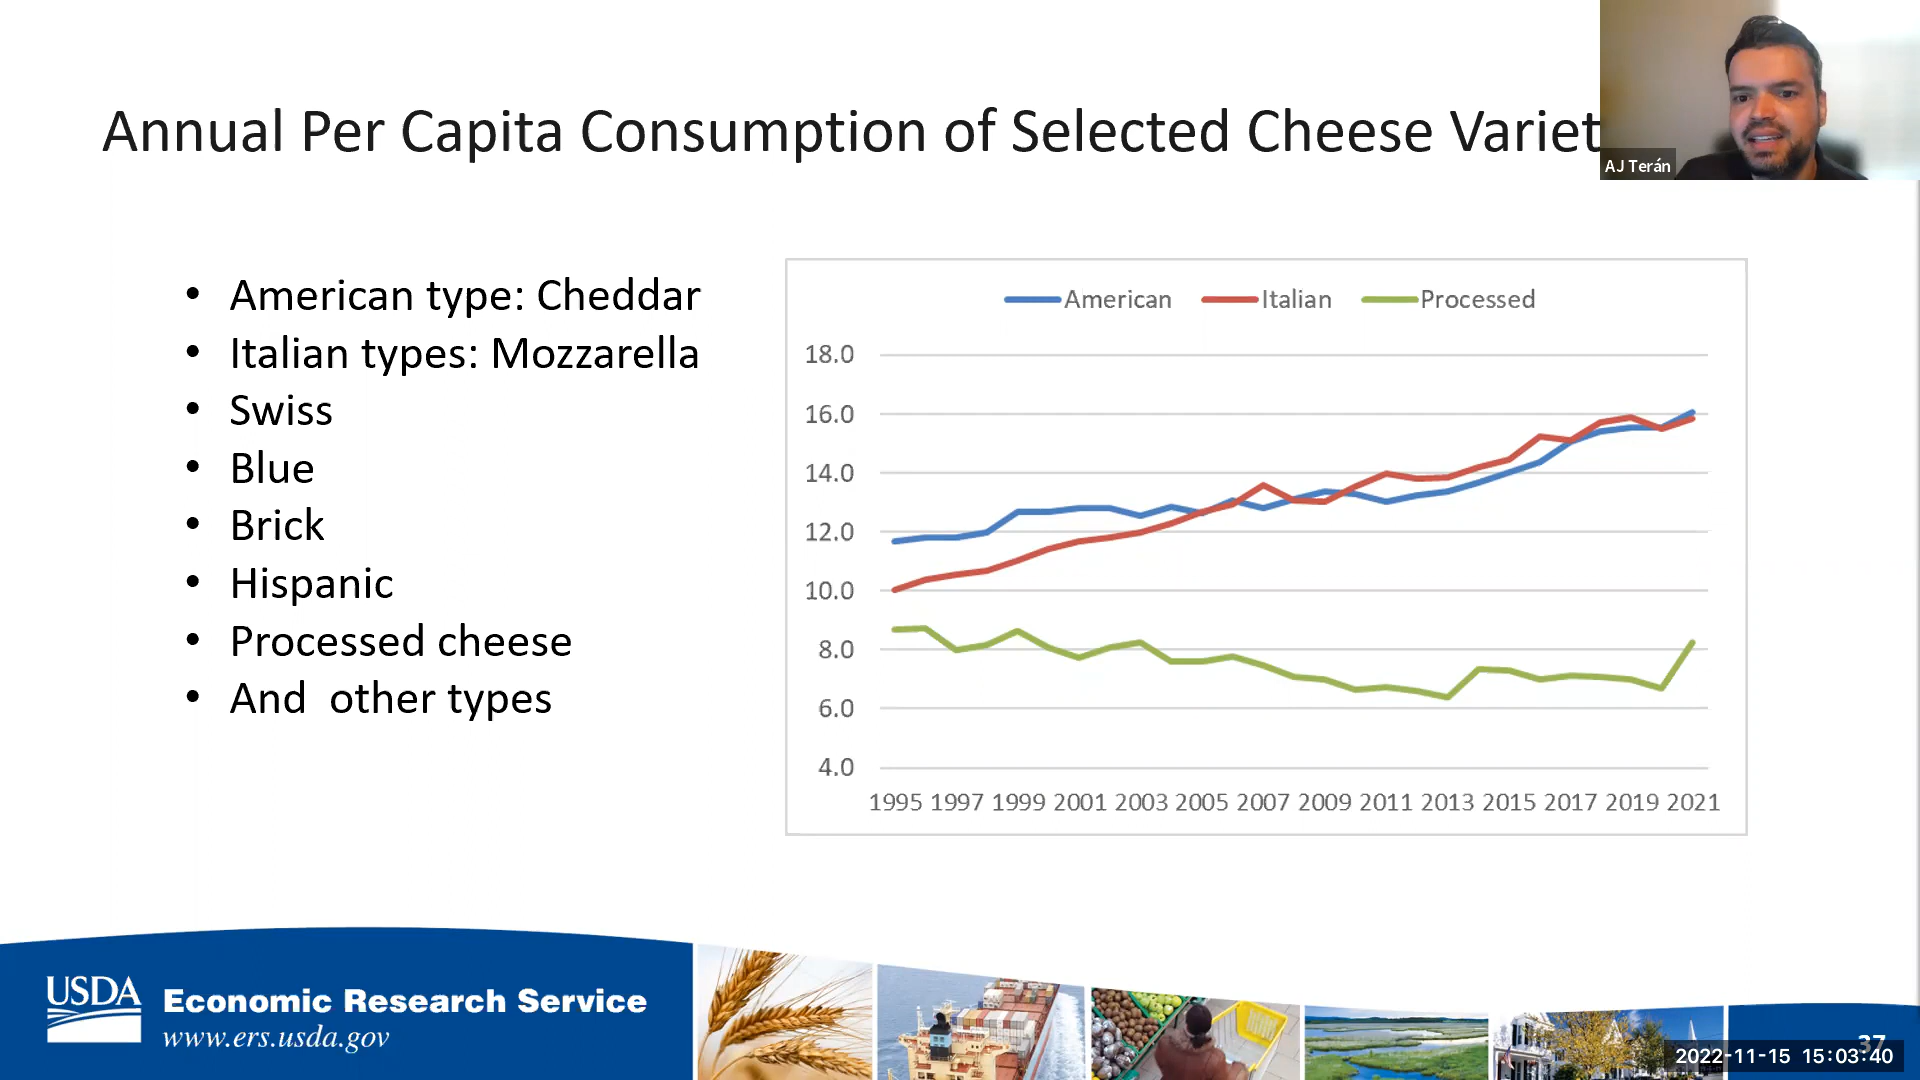 Annual Per Capita Consumption of Selected Cheese Variet
AJ Terán
• American type: Cheddar
• Italian types: Mozzarella
• Swiss
• Blue
• Brick
• Hispanic
• Processed cheese
• And other types
American Italian Processed
18.0
16.0
14.0
12.0
10.0
8.0
6.0
4.0
1995 1997 1999 2001 2003 2005 2007 2009 2011 2013 2015 2017 2019 2021
USDA
Economic Research Service
www.ers.usda.gov
37
2022-11-15 15:03:40